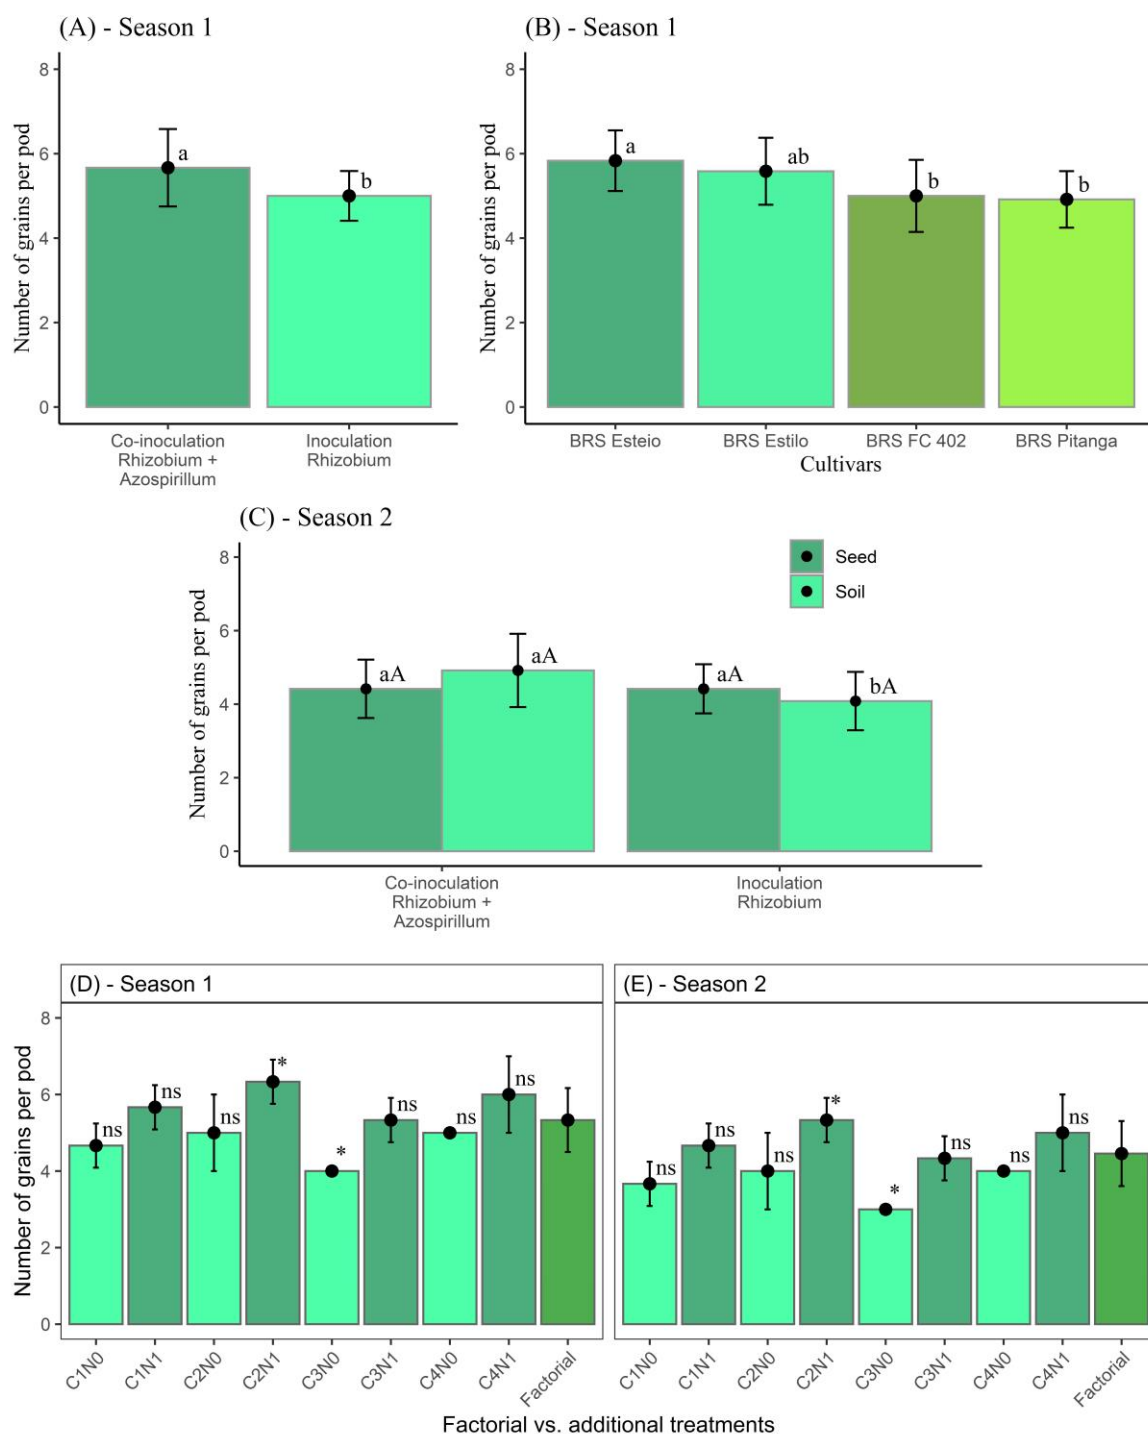 (A) - Season 1
Number of grains per pod
8
6
4
2
0
a
b
Co-inoculation
Rhizobium +
Azospirillum
Inoculation
Rhizobium
(B) - Season 1
Number of grains per pod
8
6
4
2
0
a
ab
b
b
BRS Esteio
BRS Estilo
BRS FC 402
BRS Pitanga
Cultivars
(C) - Season 2
Number of grains per pod
8
6
4
2
0
Seed
Soil
aA
aA
aA
bA
Co-inoculation
Rhizobium +
Azospirillum
Inoculation
Rhizobium
(D) - Season 1
Number of grains per pod
8
6
4
2
0
ns
ns
ns
*
*
ns
ns
ns
C1N0
C1N1
C2N0
C2N1
C3N0
C3N1
C4N0
C4N1
Factorial
(E) - Season 2
ns
ns
ns
*
*
ns
ns
ns
C1N0
C1N1
C2N0
C2N1
C3N0
C3N1
C4N0
C4N1
Factorial
Factorial vs. additional treatments